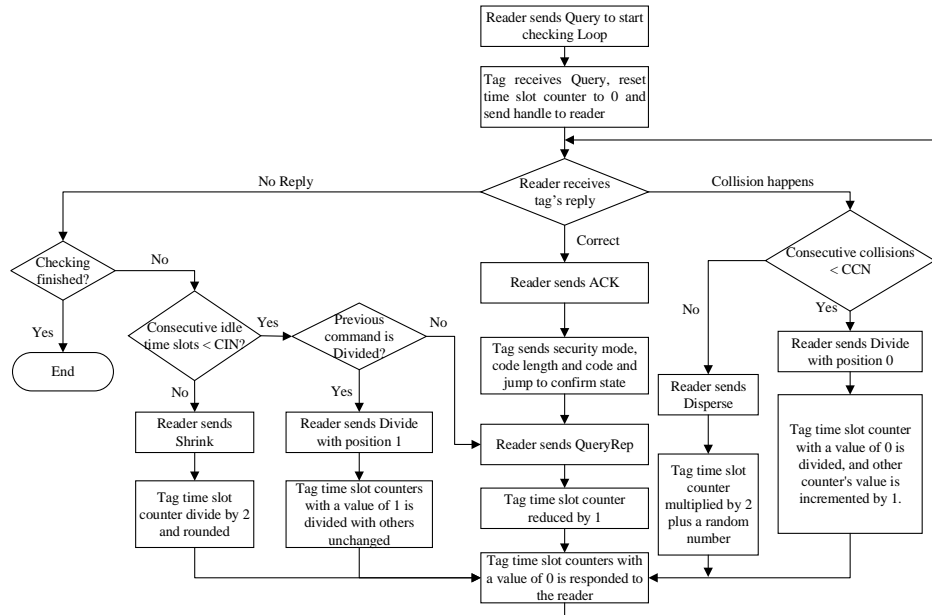 Reader sends Query to start
checking Loop
Tag receives Query, reset
time slot counter to 0 and
send handle to reader
No Reply
Reader receives
tag's reply
Collision happens
Correct
Checking
finished?
No
Yes
End
Consecutive idle
time slots < CIN?
Yes
No
Previous
command is
Divided?
No
Yes
Reader sends ACK
Tag sends security mode,
code length and code and
jump to confirm state
Consecutive collisions
< CCN
No
Yes
Reader sends Divide
with position 0
Reader sends
Disperse
Reader sends
Shrink
Reader sends Divide
with position 1
Reader sends QueryRep
Tag time slot counter
with a value of 0 is
divided, and other
counter's value is
incremented by 1.
Tag time slot
counter divide by 2
and rounded
Tag time slot counters
with a value of 1 is
divided with others
unchanged
Tag time slot counter
reduced by 1
Tag time slot
counter
multiplied by 2
plus a random
number
Tag time slot counters with
a value of 0 is responded to
the reader